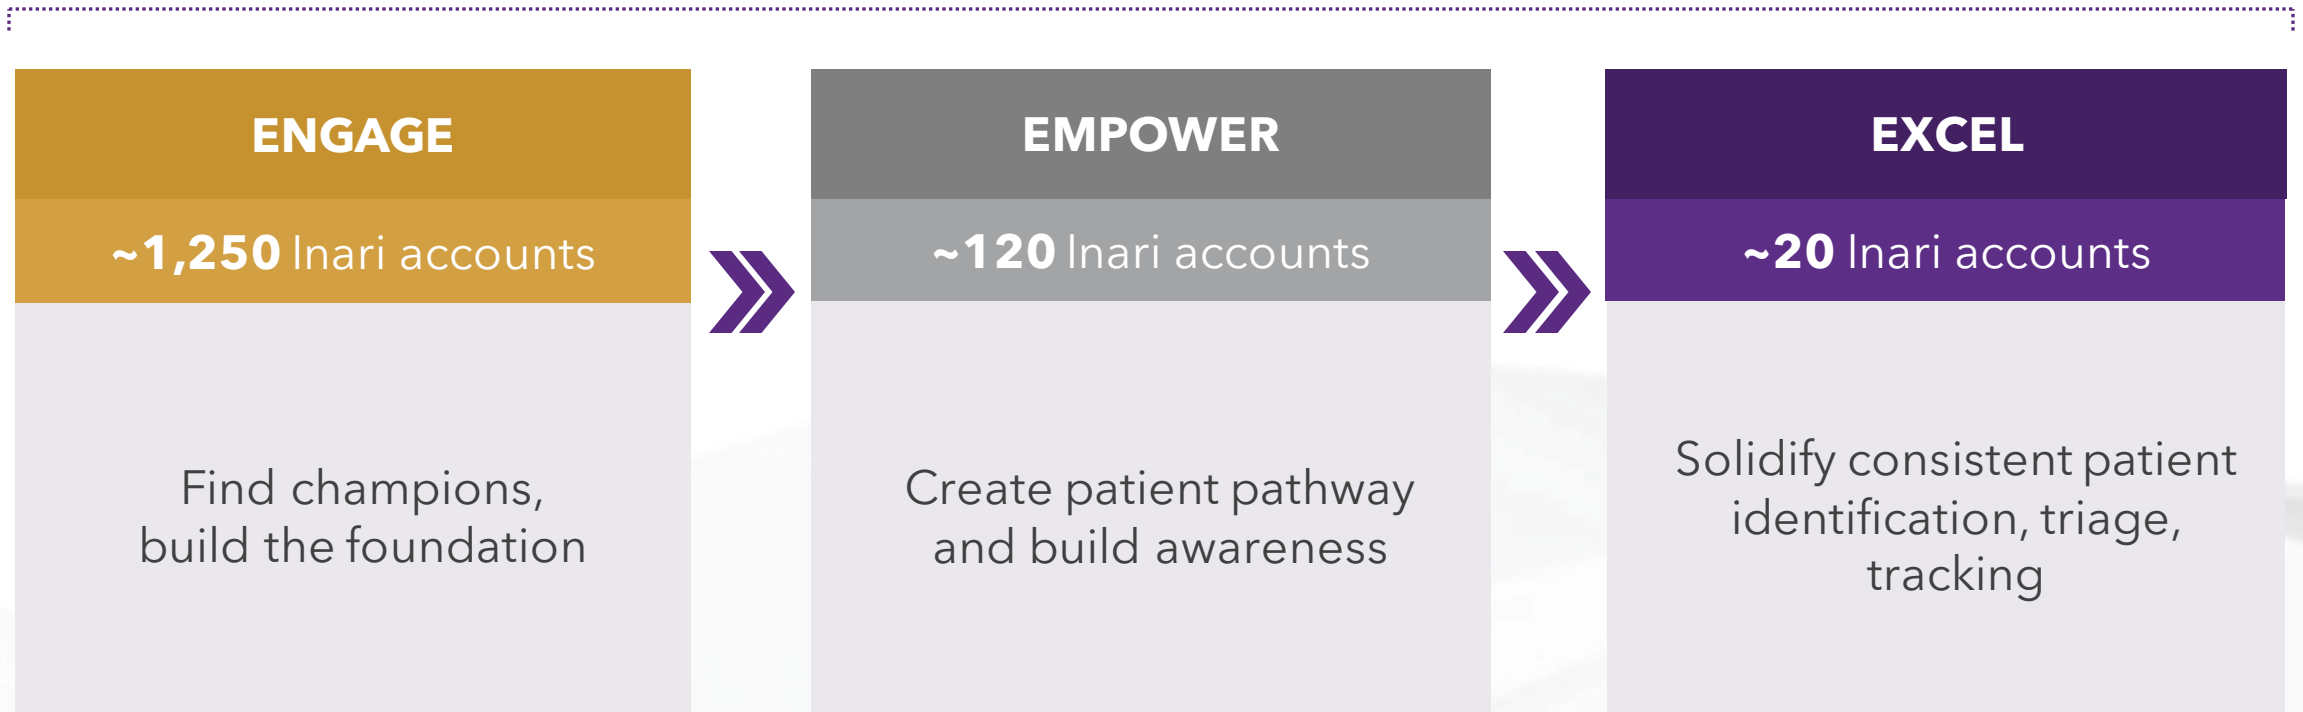 ENGAGE
~1,250 Inari accounts
Find champions,
build the foundation
EMPOWER
~120 Inari accounts
Create patient pathway
and build awareness
EXCEL
~20 Inari accounts
Solidify consistent patient
identification, triage,
tracking